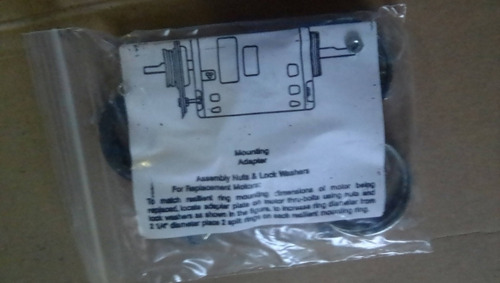 Mounting
Adapter
Assembly Nuts & Lock Washers
For Replacement Motors:
To match resilient ring mounting dimensions of motor being
replaced, locate adapter plate on motor thru-bolts using nuts and
lock washers as shown in the figure. to increase ring diameter from
2 1/4" diameter place 2 split rings on each resilient mounting ring.